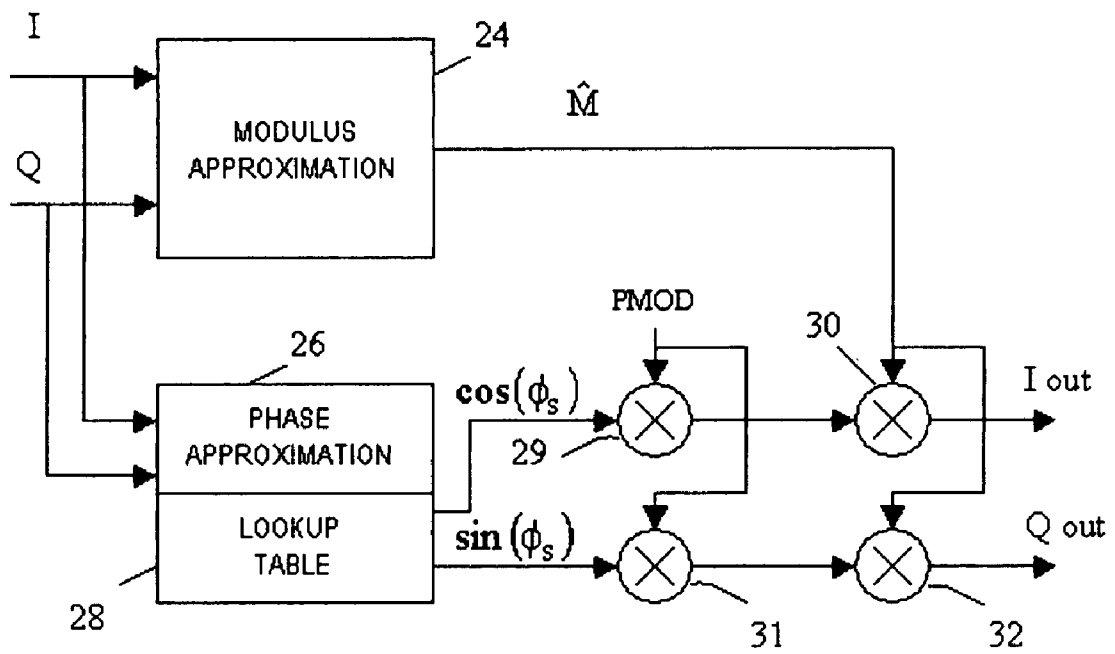 I
24
MODULUS
APPROXIMATION
M̂
Q
PMOD
30
26
cos(ϕs)
I out
PHASE
APPROXIMATION
29
LOOKUP
TABLE
sin(ϕs)
Q out
28
31
32